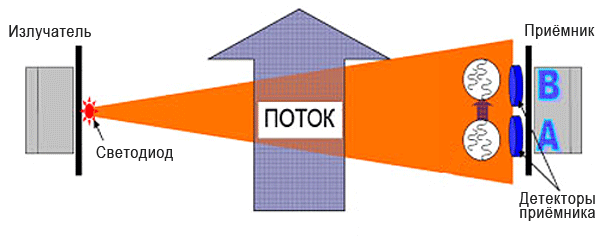 Излучатель
Приёмник
B
ПОТОК
A
Светодиод
Детекторы
приёмника